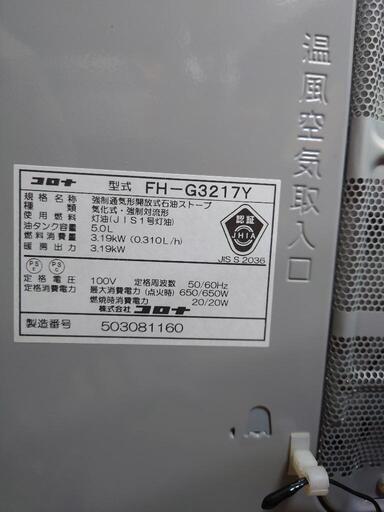 温風空気取入口
コロナ 型式 FH-G3217Y
規格名称 強制通気形開放式石油ストーブ
種類 気化式・強制対流形
使用燃料 灯油(JIS1号灯油)
油タンク容量 5.0L
燃料消費量 3.19kW (0.310L/h)
暖房出力 3.19kW
認証
JHIA
JIS S 2036
PS
E
PS
C
定格電圧 100V 定格周波数 50/60Hz
定格消費電力 最大消費電力(点火時) 650/650W
燃焼時消費電力 20/20W
株式会社 コロナ
製造番号 503081160